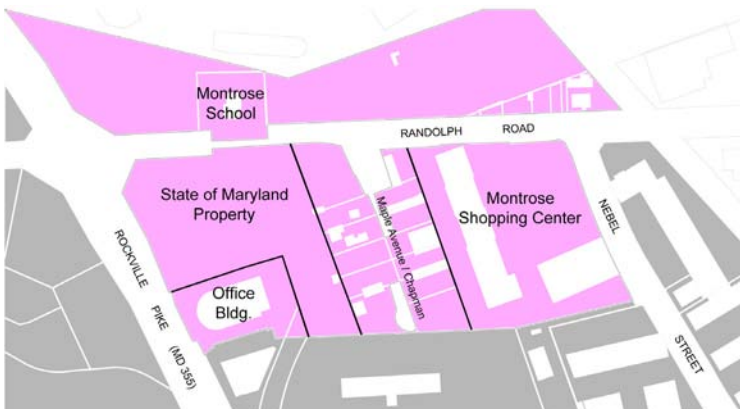 Montrose
School
RANDOLPH ROAD
State of Maryland
Property
Maple Avenue / Chapman
Montrose
Shopping Center
NEBEL
STREET
ROCKVILLE
PIKE
(MD 355)
Office
Bldg.